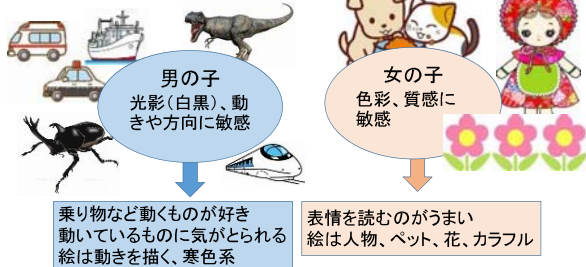 男の子
光影（白黒）、動
きや方向に敏感
女の子
色彩、質感に
敏感
乗り物など動くものが好き
動いているものに気がとられる
絵は動きを描く、寒色系
表情を読むのがうまい
絵は人物、ペット、花、カラフル